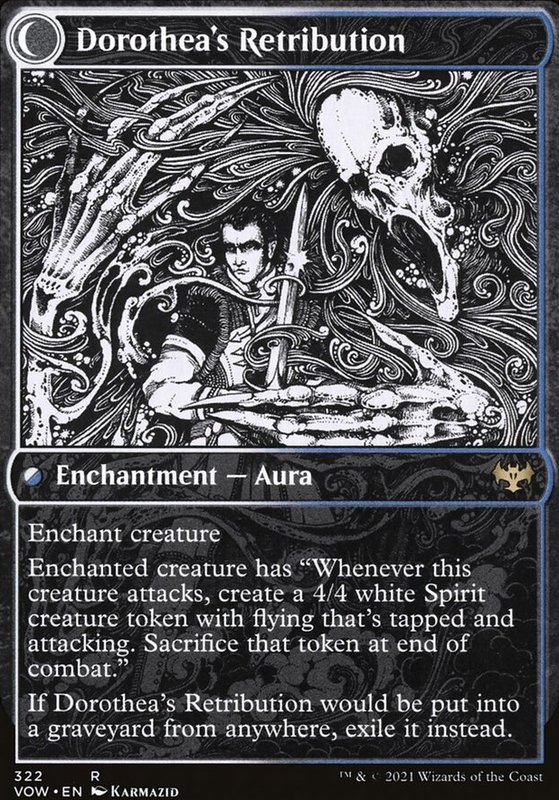 Dorothea's Retribution
Enchantment — Aura
Enchant creature
Enchanted creature has “Whenever this
creature attacks, create a 4/4 white Spirit
creature token with flying that's tapped and
attacking. Sacrifice that token at end of
combat.”
If Dorothea's Retribution would be put into
a graveyard from anywhere, exile it instead.
322 R
VOW • EN KARMAZID
™ & © 2021 Wizards of the Coast